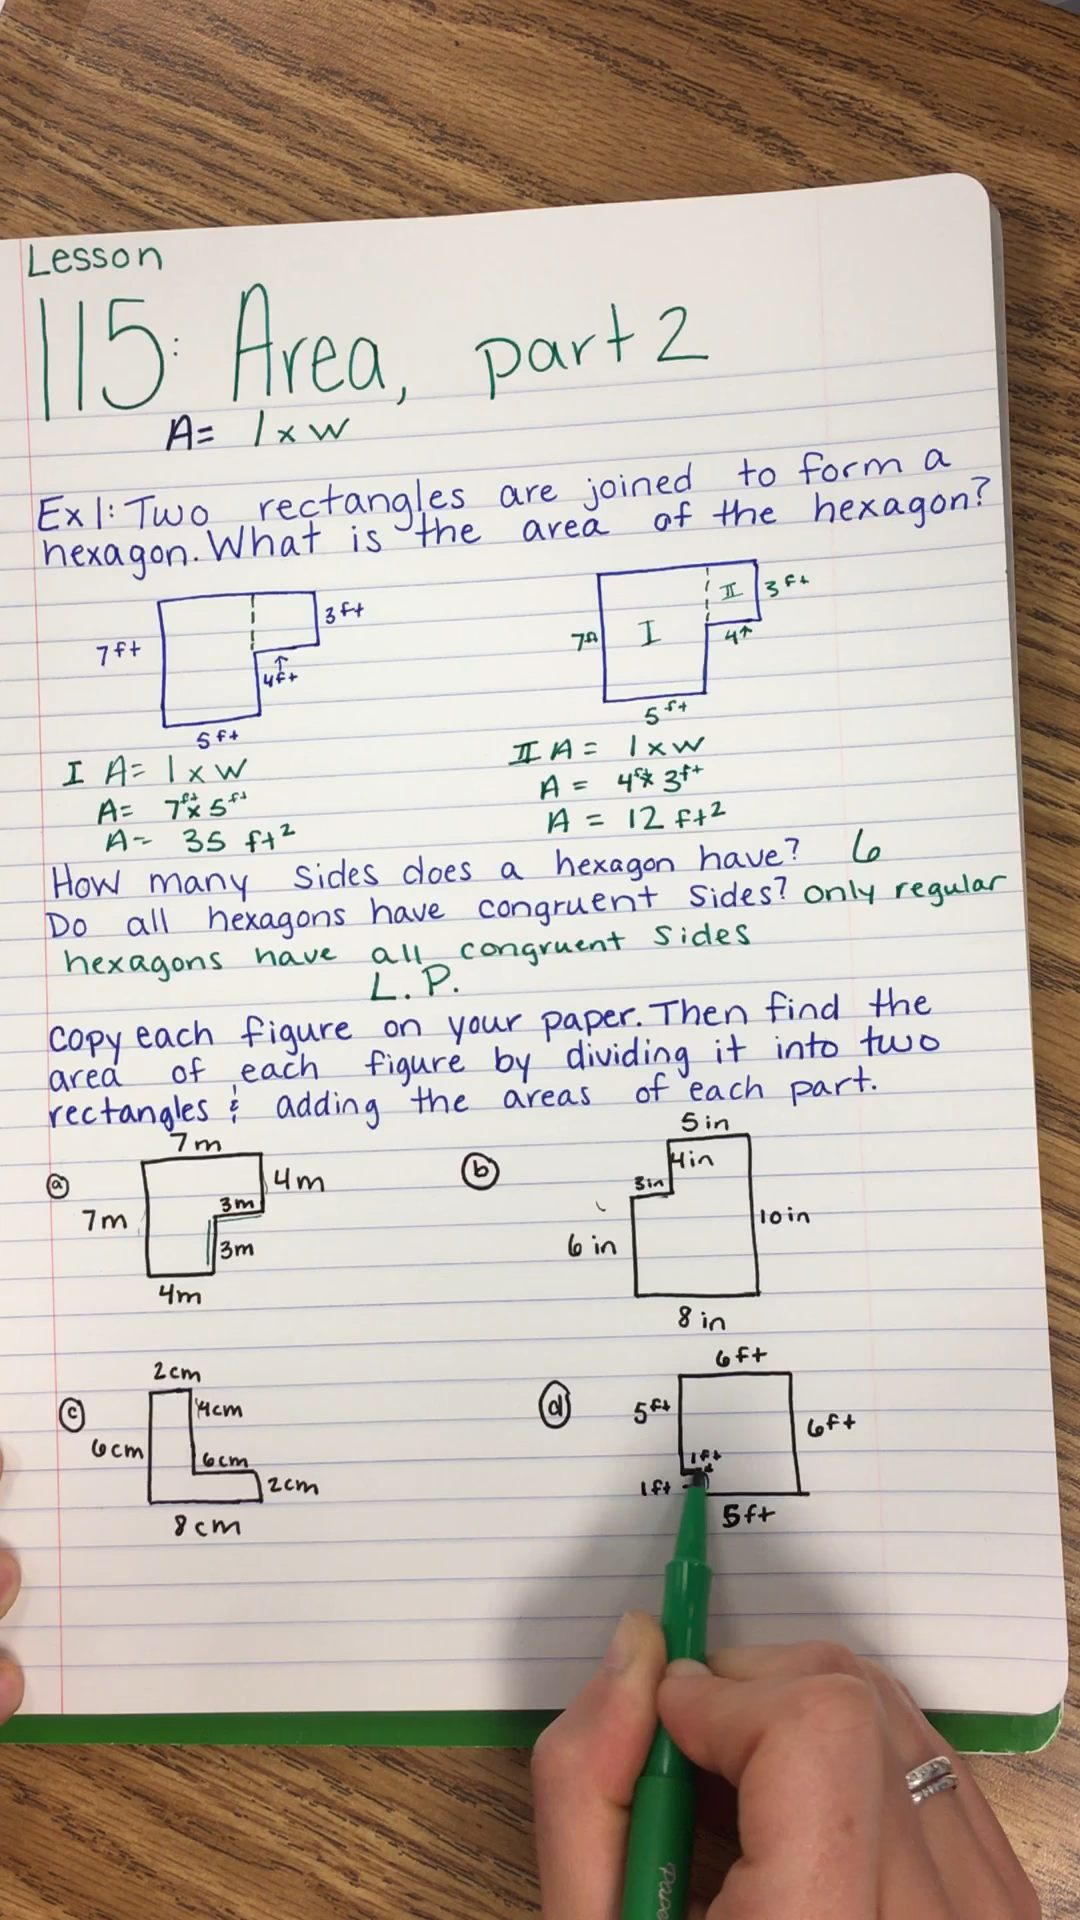 Lesson
115: Area, part 2
A= l x w
Ex 1: Two rectangles are joined to form a
hexagon. What is the area of the hexagon?
7ft
3ft
4ft
5ft
I
II
7ft
3ft
4
5ft
I A= l x w
A= 7ft x 5ft
A= 35 ft²
II A = l x w
A = 4ft x 3ft
A = 12 ft²
How many sides does a hexagon have? 6
Do all hexagons have congruent sides? only regular
hexagons have all congruent sides
L.P.
copy each figure on your paper. Then find the
area of each figure by dividing it into two
rectangles & adding the areas of each part.
a
7m
4m
3m
7m
3m
4m
b
5 in
4in
3in
10in
6 in
8 in
c
2cm
4cm
6cm
6cm
2cm
8cm
d
6ft
5ft
6ft
1ft
1ft
5ft